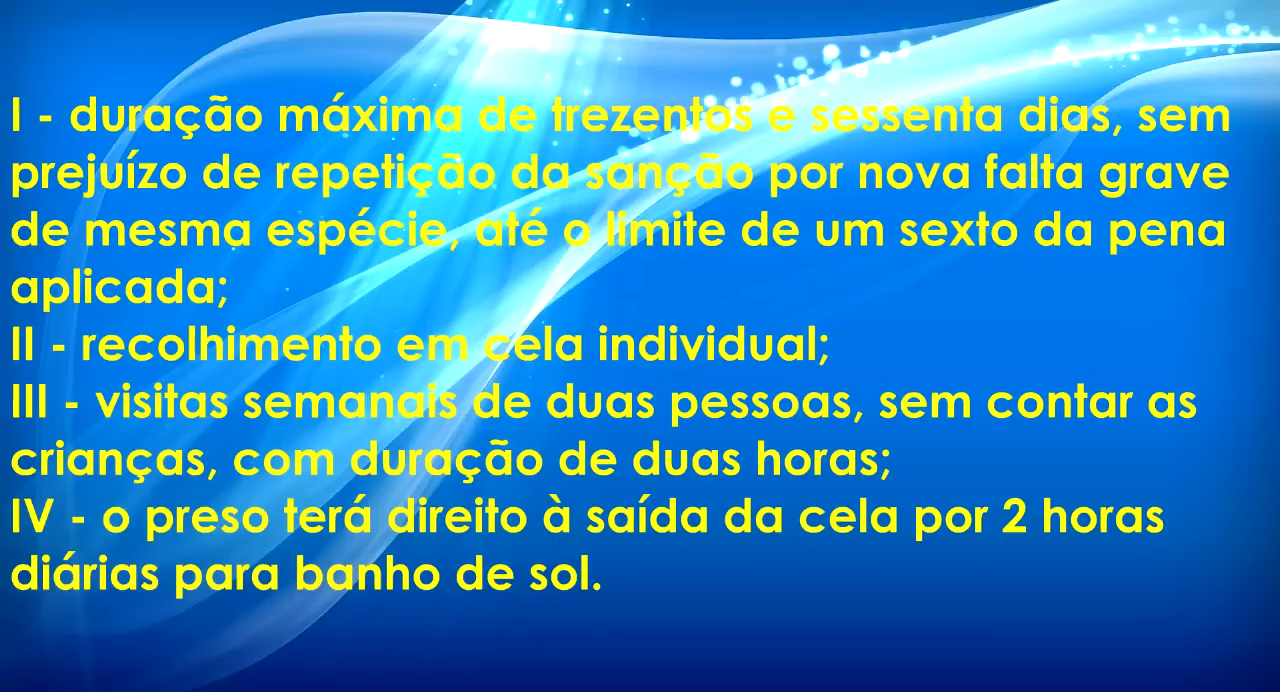 I - duração máxima de trezentos e sessenta dias, sem
prejuízo de repetição da sanção por nova falta grave
de mesma espécie, até o limite de um sexto da pena
aplicada;
II - recolhimento em cela individual;
III - visitas semanais de duas pessoas, sem contar as
crianças, com duração de duas horas;
IV - o preso terá direito à saída da cela por 2 horas
diárias para banho de sol.